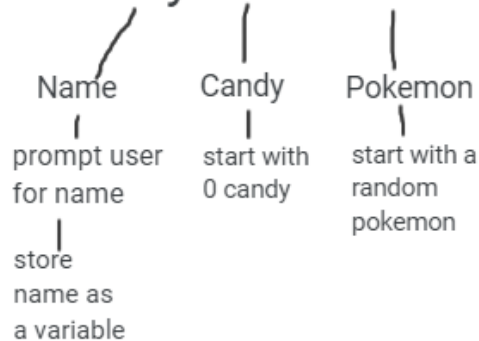 Name
Candy
Pokemon
prompt user
for name
start with
0 candy
start with a
random
pokemon
store
name as
a variable